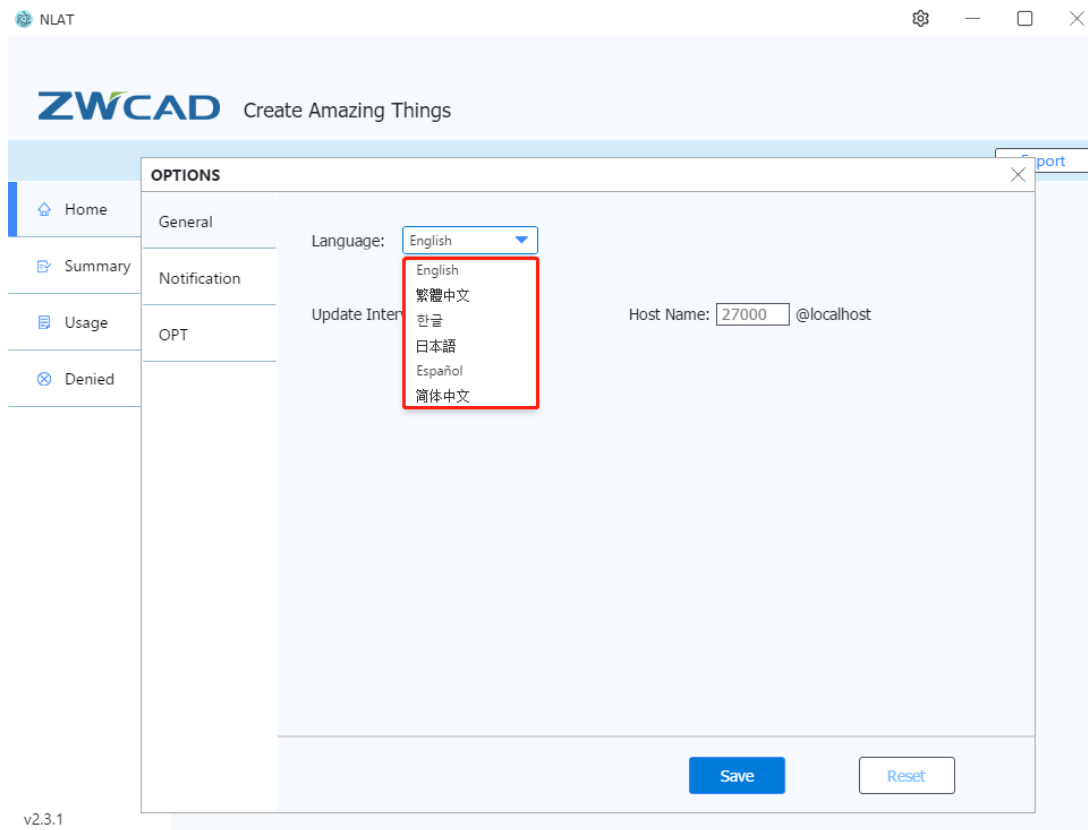 NLAT
ZWCAD Create Amazing Things
port
OPTIONS
Home
Summary
Usage
Denied
General
Notification
OPT
Language: English
English
繁體中文
한글
日本語
Español
简体中文
Update Inter
Host Name: 27000 @localhost
Save
Reset
v2.3.1